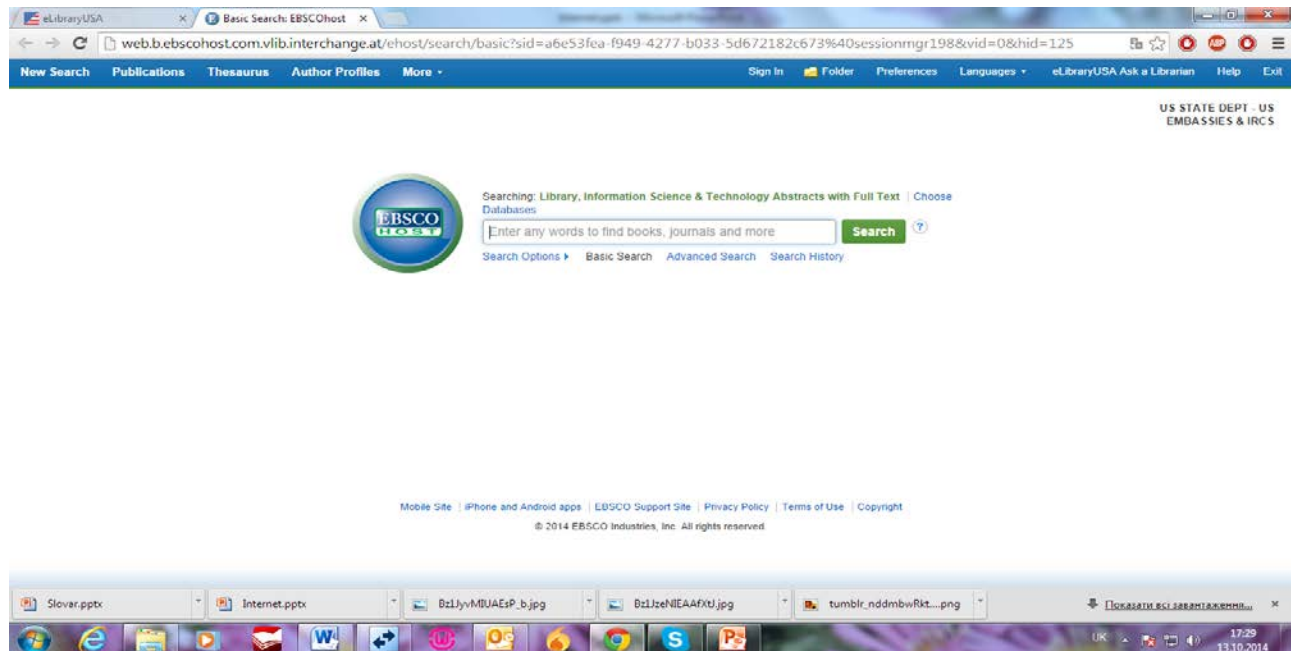 eLibraryUSA
Basic Search: EBSCOhost
web.b.ebscohost.com.vlib.interchange.at/ehost/search/basic?sid=a6e53fea-f949-4277-b033-5d672182c673%40sessionmgr198&vid=0&hid=125
New Search Publications Thesaurus Author Profiles More Sign In Folder Preferences Languages eLibraryUSA Ask a Librarian Help Exit
US STATE DEPT - US
EMBASSIES & IRCS
EBSCO
HOST
Searching: Library, Information Science & Technology Abstracts with Full Text | Choose
Databases
Enter any words to find books, journals and more Search ?
Search Options Basic Search Advanced Search Search History
Mobile Site | iPhone and Android apps | EBSCO Support Site | Privacy Policy | Terms of Use | Copyright
© 2014 EBSCO Industries, Inc. All rights reserved.
Slovar.pptx Internet.pptx Bz1JyvMIUAEsP_b.jpg Bz1JzeNIEAAfXtJ.jpg tumblr_nddmbwRkt....png Показати всі завантаження...
UK 17:29
13.10.2014